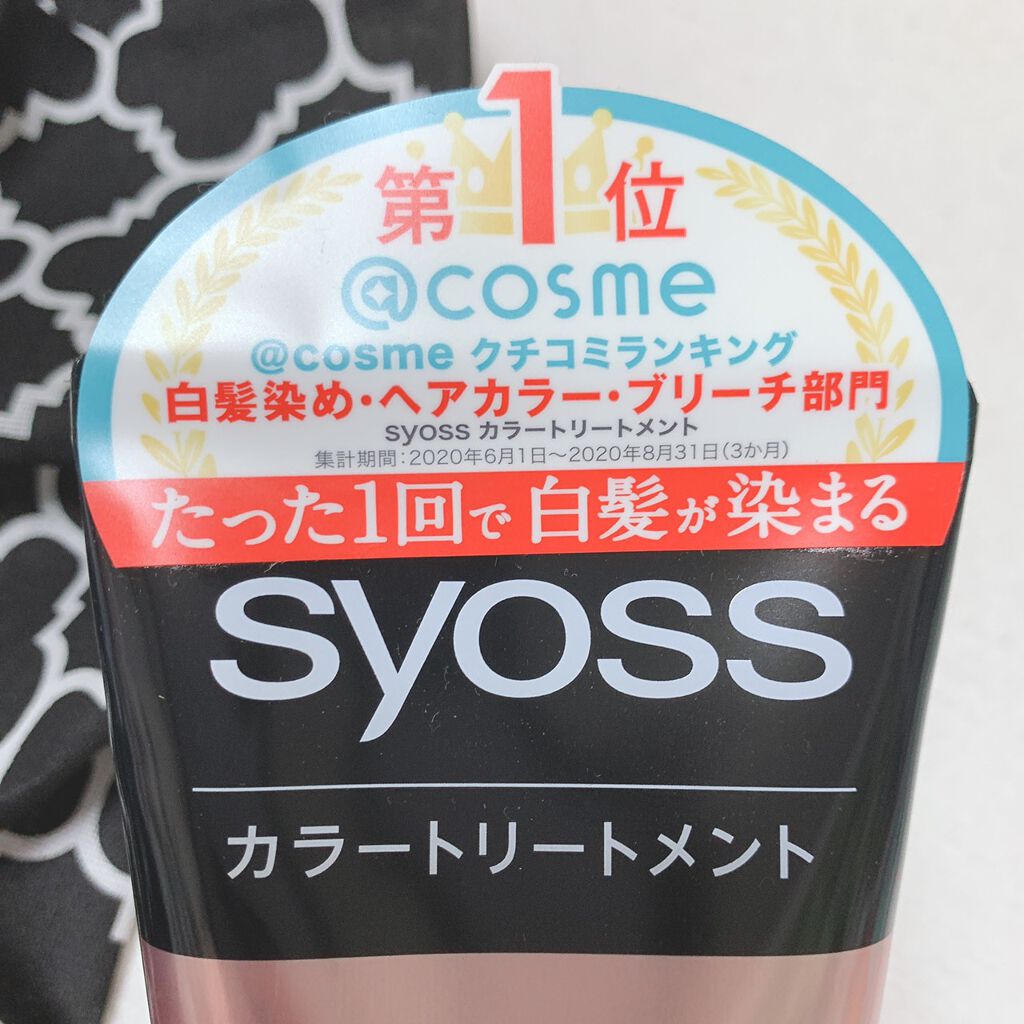 第1位
@cosme
@cosme クチコミランキング
白髪染め・ヘアカラー・ブリーチ部門
syoss カラートリートメント
集計期間:2020年6月1日~2020年8月31日(3か月)
たった1回で白髪が染まる
syoss
カラートリートメント